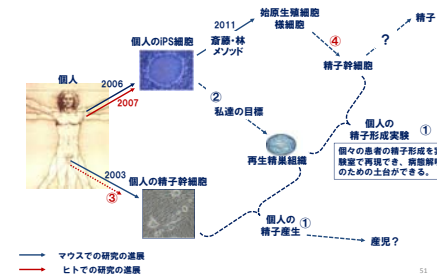 始原生殖細胞
様細胞
精子
2011
斎藤・林
メソッド
④
?
個人のiPS細胞
精子幹細胞
個人
2006
2007
②
私達の目標
個人の
精子形成実験
①
再生精巣組織
個々の患者の精子形成を実
験室で再現でき、病態解明
のための土台ができる。
2003
③
個人の精子幹細胞
個人の
精子産生
①
産児?
マウスでの研究の進展
ヒトでの研究の進展
51